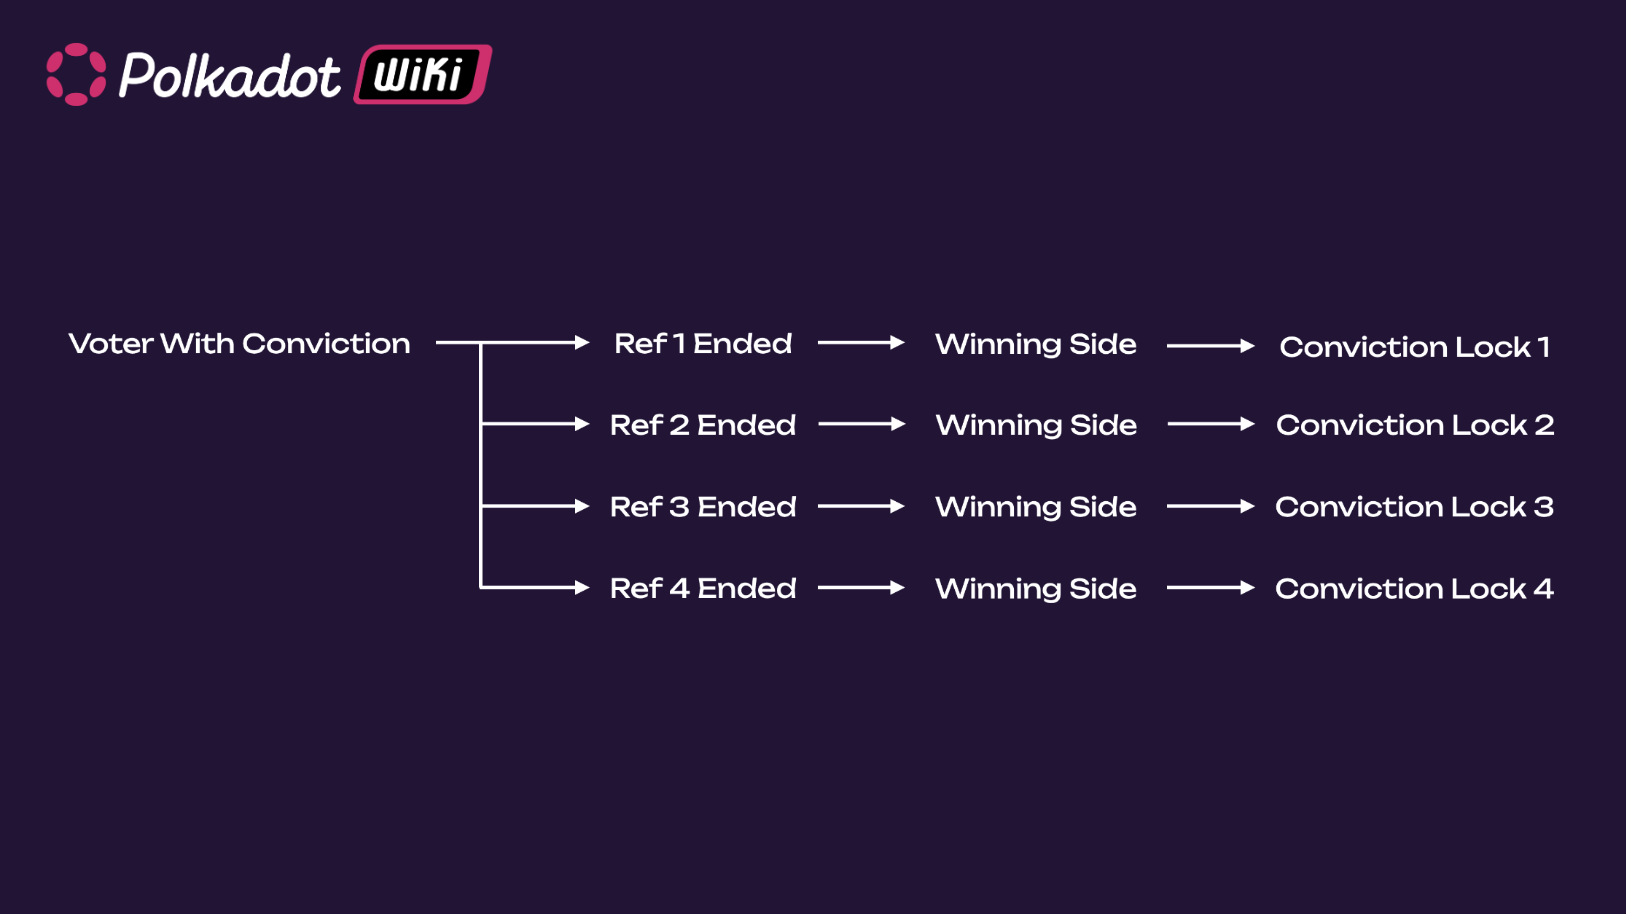 Polkadot WiKi
Voter With Conviction
Ref 1 Ended
Winning Side
Conviction Lock 1
Ref 2 Ended
Winning Side
Conviction Lock 2
Ref 3 Ended
Winning Side
Conviction Lock 3
Ref 4 Ended
Winning Side
Conviction Lock 4